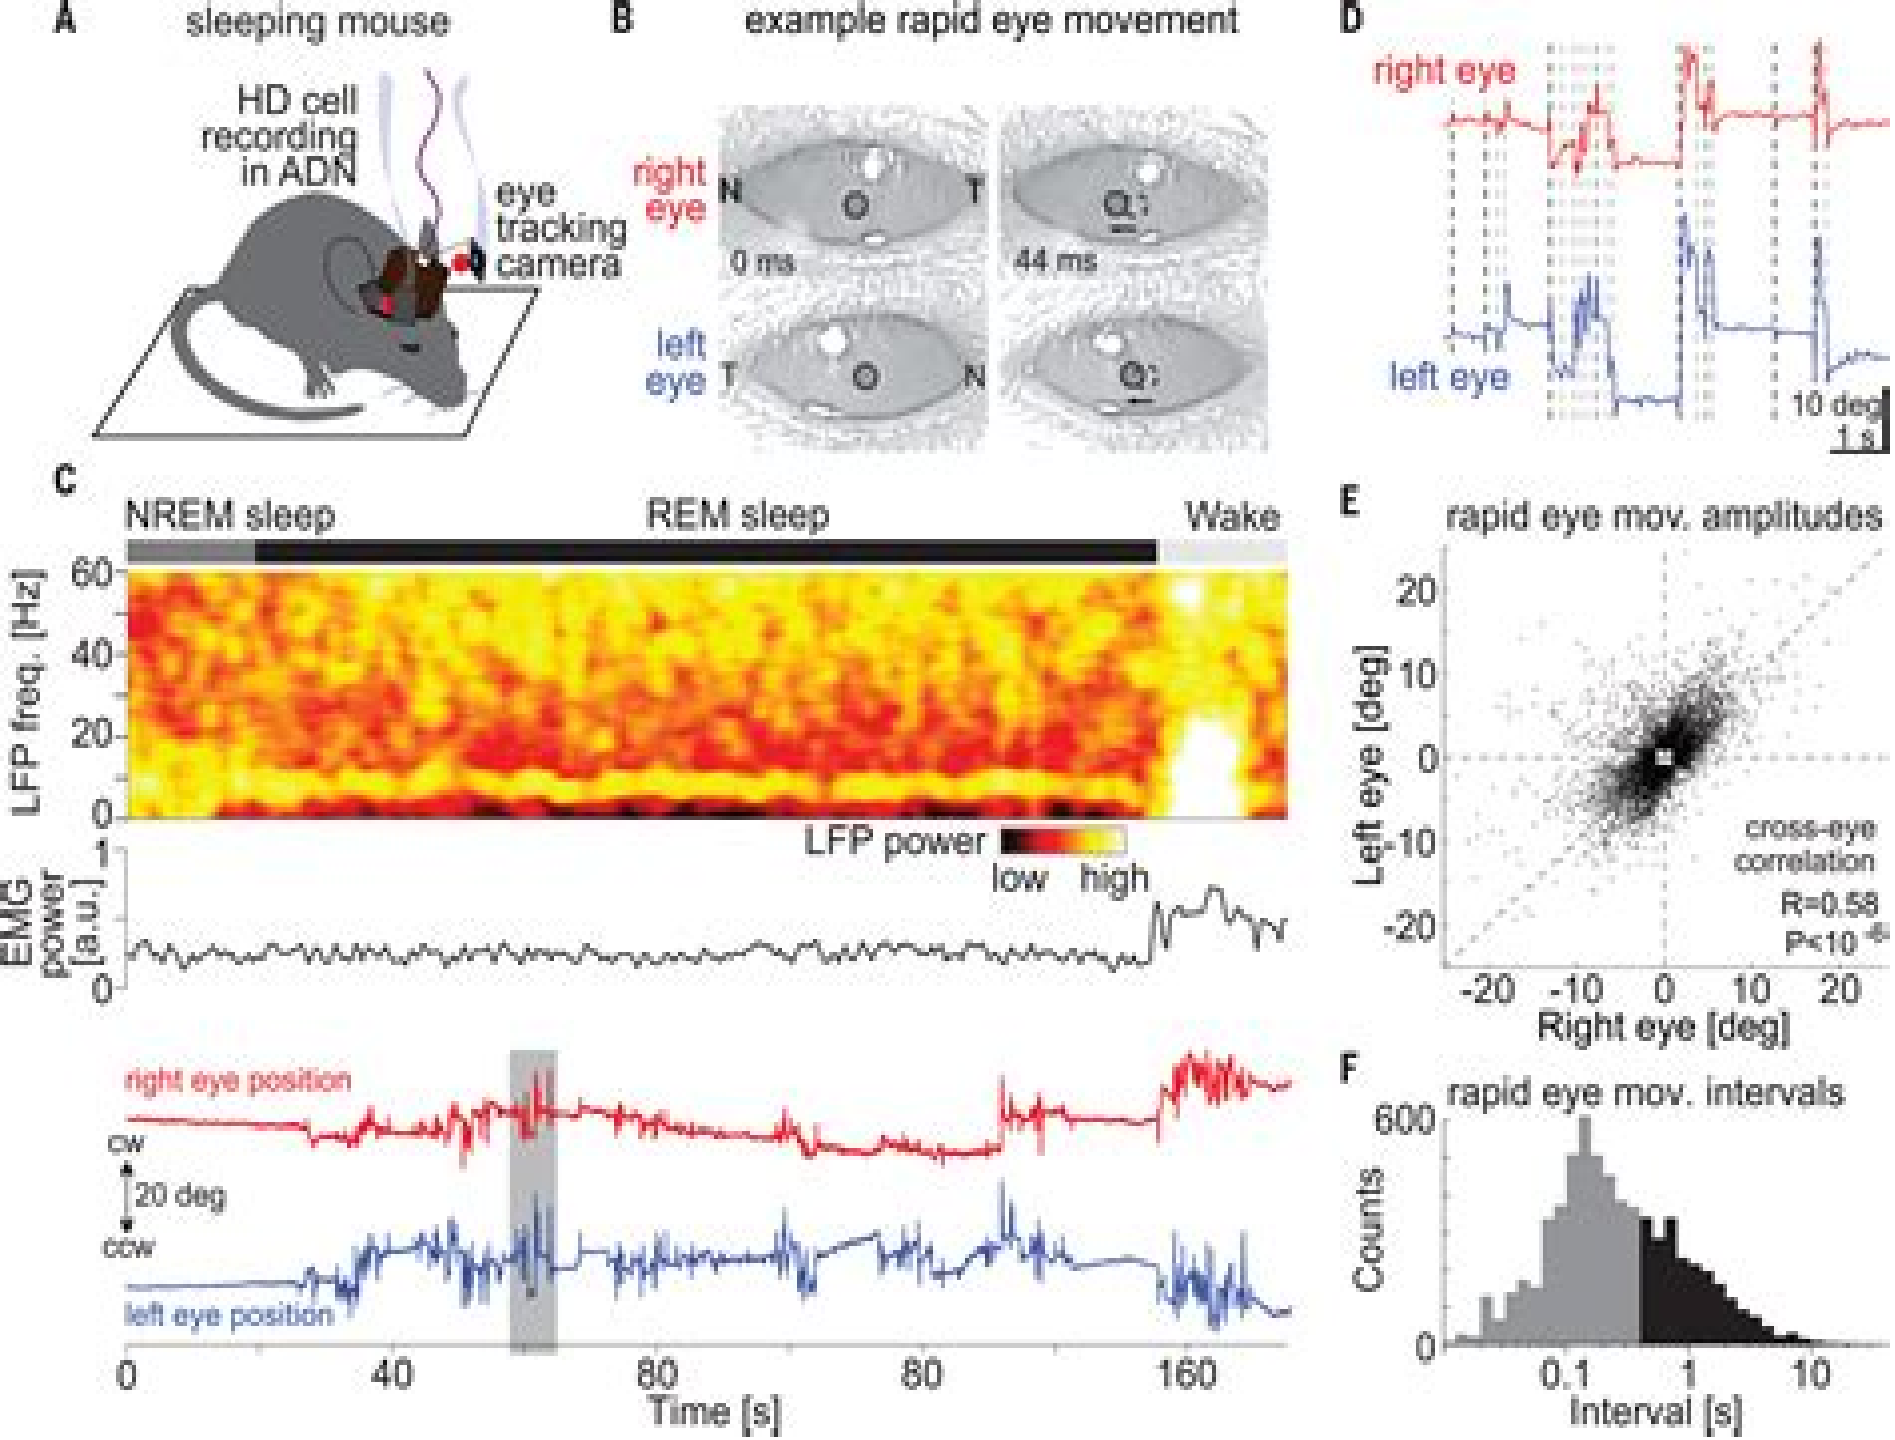 A
sleeping mouse
HD cell
recording
in ADN
eye
tracking
camera
B
example rapid eye movement
right
eye
N
T
0 ms
44 ms
left
eye
T
N
D
right eye
left eye
10 deg
1 s
C
NREM sleep
REM sleep
Wake
LFP freq. [Hz]
60
40
20
0
LFP power
low high
EMG
power
[a.u.]
1
0
right eye position
cw
20 deg
ccw
left eye position
0 40 80 80 160
Time [s]
E
rapid eye mov. amplitudes
Left eye [deg]
20
10
0
-10
-20
cross-eye
correlation
R=0.58
-20 -10 0 10 20
Right eye [deg]
F
rapid eye mov. intervals
Counts
600
0
0.1 1 10
Interval [s]